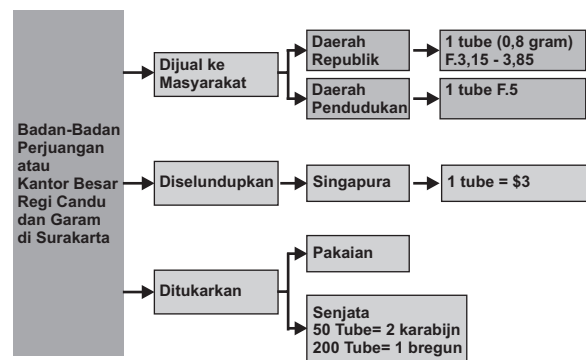 Badan-Badan
Perjuangan
atau
Kantor Besar
Regi Candu
dan Garam
di Surakarta
Dijual ke
Masyarakat
Daerah
Republik
1 tube (0,8 gram)
F.3,15 - 3,85
Daerah
Pendudukan
1 tube F.5
Diselundupkan
Singapura
1 tube = $3
Ditukarkan
Pakaian
Senjata
50 Tube= 2 karabijn
200 Tube= 1 bregun